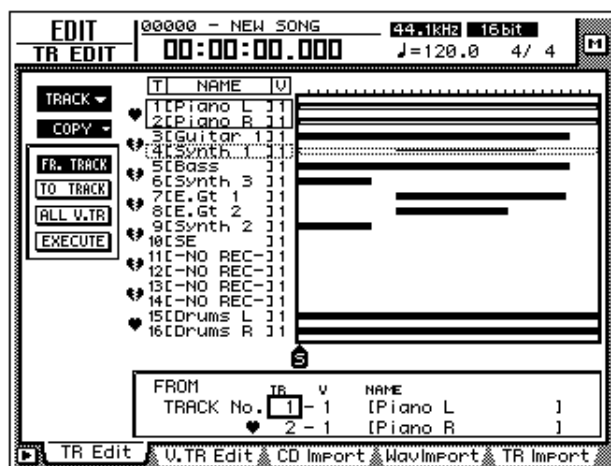 EDIT
TR EDIT
00000 - NEW SONG
00:00:00.000
44.1kHz 16bit
♩=120.0 4/ 4
M
TRACK
COPY
FR. TRACK
TO TRACK
ALL V.TR
EXECUTE
T NAME V
1[Piano L ]1
2[Piano R ]1
3[Guitar 1]1
4[Synth 1 ]1
5[Bass ]1
6[Synth 3 ]1
7[E.Gt 1 ]1
8[E.Gt 2 ]1
9[Synth 2 ]1
10[SE ]1
11[-NO REC-]1
12[-NO REC-]1
13[-NO REC-]1
14[-NO REC-]1
15[Drums L ]1
16[Drums R ]1
S
FROM TR V NAME
TRACK No. 1 - 1 [Piano L ]
♥ 2 - 1 [Piano R ]
TR Edit V.TR Edit CD Import WavImport TR Import